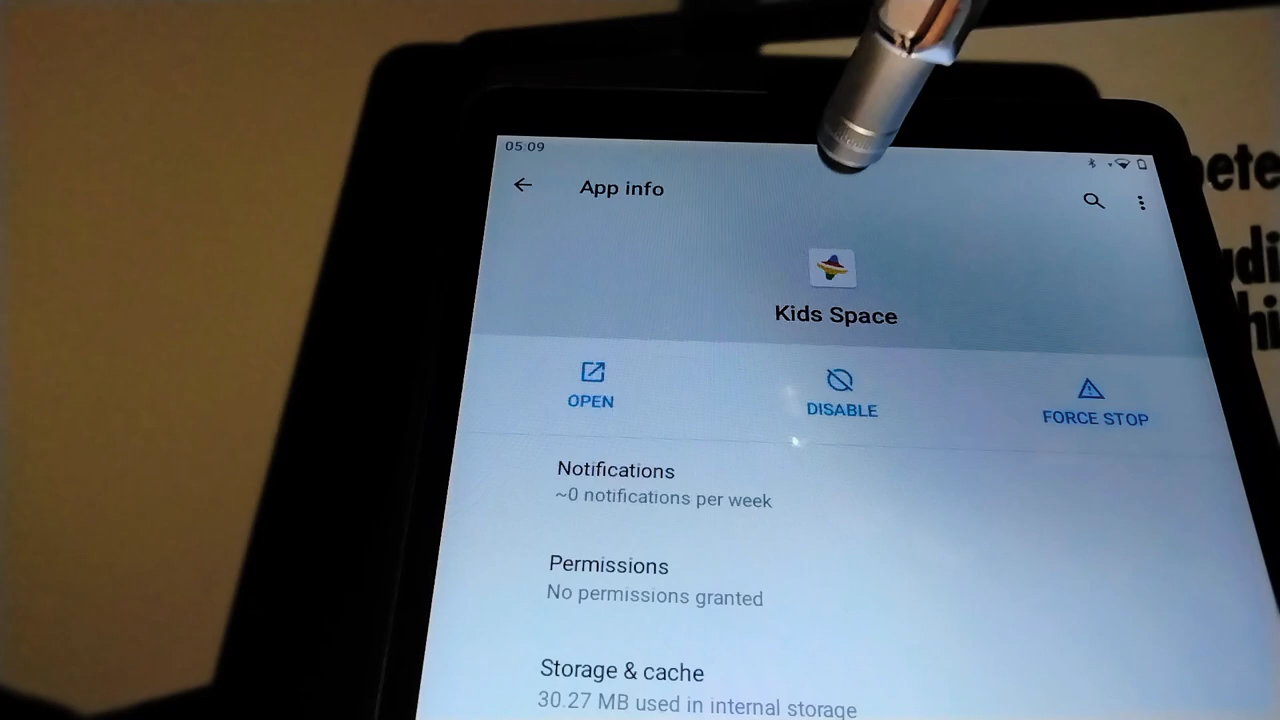 05:09
App info
Kids Space
OPEN
DISABLE
FORCE STOP
Notifications
~0 notifications per week
Permissions
No permissions granted
Storage & cache
30.27 MB used in internal storage